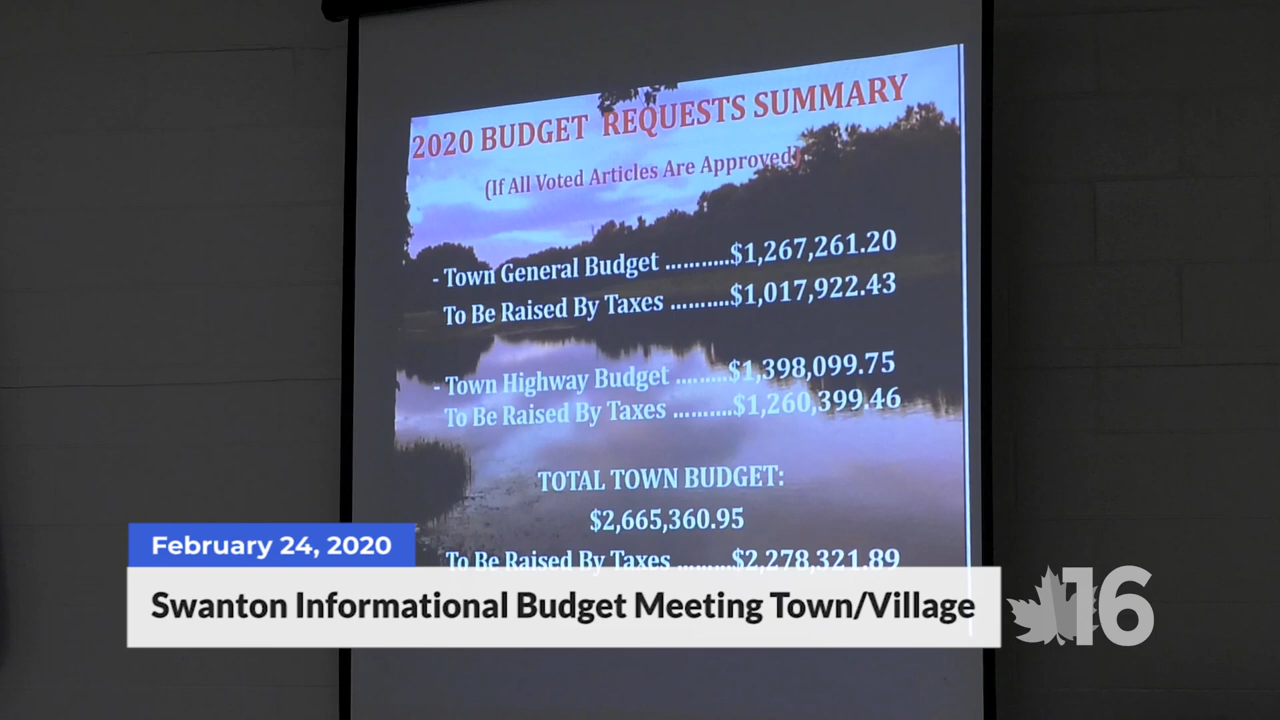 2020 BUDGET REQUESTS SUMMARY
(If All Voted Articles Are Approved)
- Town General Budget ..........$1,267,261.20
To Be Raised By Taxes .........$1,017,922.43
- Town Highway Budget .........$1,398,099.75
To Be Raised By Taxes ..........$1,260,399.46
TOTAL TOWN BUDGET:
$2,665,360.95
To Be Raised By Taxes .........$2,278,321.89
February 24, 2020
Swanton Informational Budget Meeting Town/Village
16